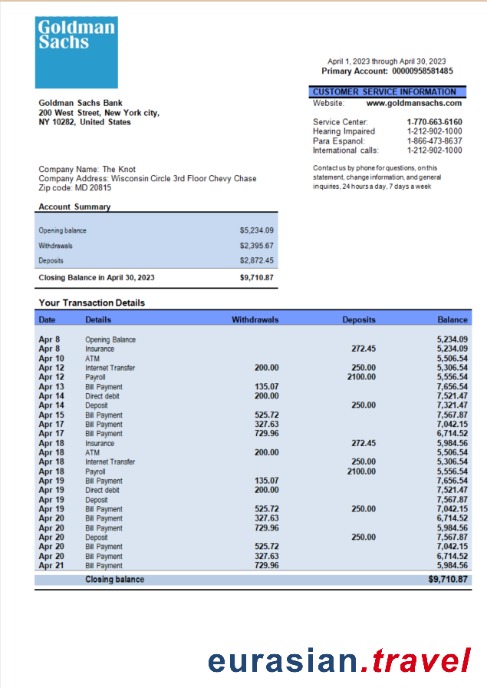 Goldman
Sachs
April 1, 2023 through April 30, 2023
Primary Account: 00000958581485
CUSTOMER SERVICE INFORMATION
Website: www.goldmansachs.com
Goldman Sachs Bank
200 West Street, New York city,
NY 10282, United States
Service Center: 1-770-663-6160
Hearing Impaired 1-212-902-1000
Para Espanol: 1-866-473-8637
International calls: 1-212-902-1000
Contact us by phone for questions, on this
statement, change information, and general
inquiries, 24 hours a day, 7 days a week
Company Name: The Knot
Company Address: Wisconsin Circle 3rd Floor Chevy Chase
Zip code: MD 20815
Account Summary
Opening balance $5,234.09
Withdrawals $2,395.67
Deposits $2,872.45
Closing Balance in April 30, 2023 $9,710.87
Your Transaction Details
Date Details Withdrawals Deposits Balance
Apr 8 Opening Balance 5,234.09
Apr 8 Insurance 272.45 5,234.09
Apr 10 ATM 5,506.54
Apr 12 Internet Transfer 200.00 250.00 5,306.54
Apr 12 Payroll 2100.00 5,556.54
Apr 13 Bill Payment 135.07 7,656.54
Apr 14 Direct debit 200.00 7,521.47
Apr 14 Deposit 250.00 7,321.47
Apr 15 Bill Payment 525.72 7,567.87
Apr 17 Bill Payment 327.63 7,042.15
Apr 17 Bill Payment 729.96 6,714.52
Apr 18 Insurance 272.45 5,984.56
Apr 18 ATM 200.00 5,506.54
Apr 18 Internet Transfer 250.00 5,306.54
Apr 18 Payroll 2100.00 5,556.54
Apr 19 Bill Payment 135.07 7,656.54
Apr 19 Direct debit 200.00 7,521.47
Apr 19 Deposit 7,567.87
Apr 19 Bill Payment 525.72 250.00 7,042.15
Apr 20 Bill Payment 327.63 6,714.52
Apr 20 Bill Payment 729.96 5,984.56
Apr 20 Deposit 250.00 7,567.87
Apr 20 Bill Payment 525.72 7,042.15
Apr 20 Bill Payment 327.63 6,714.52
Apr 21 Bill Payment 729.96 5,984.56
Closing balance $9,710.87
eurasian.travel